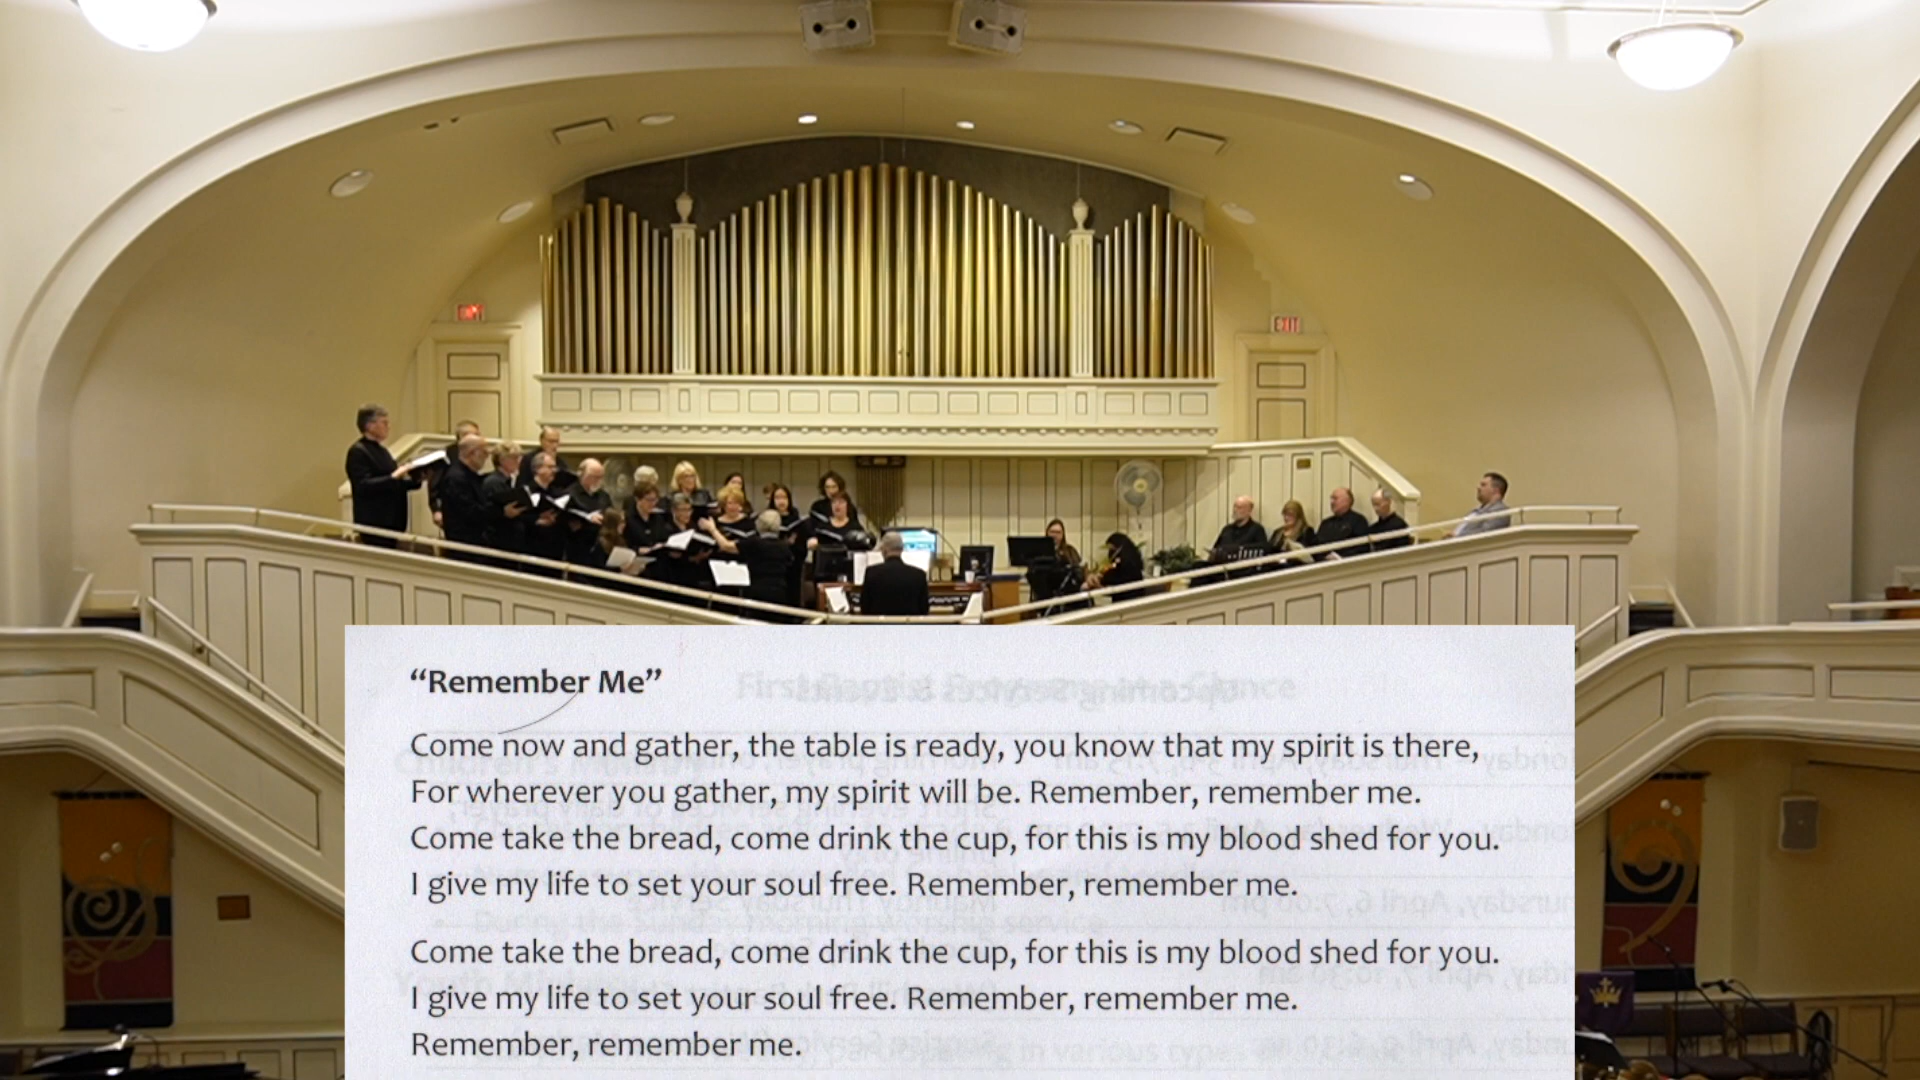 EXIT
“Remember Me”
Come now and gather, the table is ready, you know that my spirit is there,
For wherever you gather, my spirit will be. Remember, remember me.
Come take the bread, come drink the cup, for this is my blood shed for you.
I give my life to set your soul free. Remember, remember me.
Come take the bread, come drink the cup, for this is my blood shed for you.
I give my life to set your soul free. Remember, remember me.
Remember, remember me.